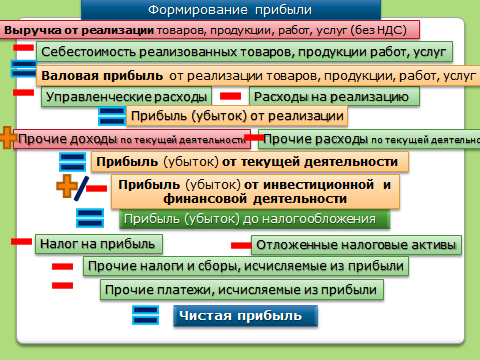 Формирование прибыли
Выручка от реализации товаров, продукции, работ, услуг (без НДС)
Себестоимость реализованных товаров, продукции работ, услуг
Валовая прибыль от реализации товаров, продукции, работ, услуг
Управленческие расходы Расходы на реализацию
Прибыль (убыток) от реализации
Прочие доходы по текущей деятельности Прочие расходы по текущей
Прибыль (убыток) от текущей деятельности
Прибыль (убыток) от инвестиционной и
финансовой деятельности
Прибыль (убыток) до налогообложения
Налог на прибыль Отложенные налоговые активы
Прочие налоги и сборы, исчисляемые из прибыли
Прочие платежи, исчисляемые из прибыли
Чистая прибыль